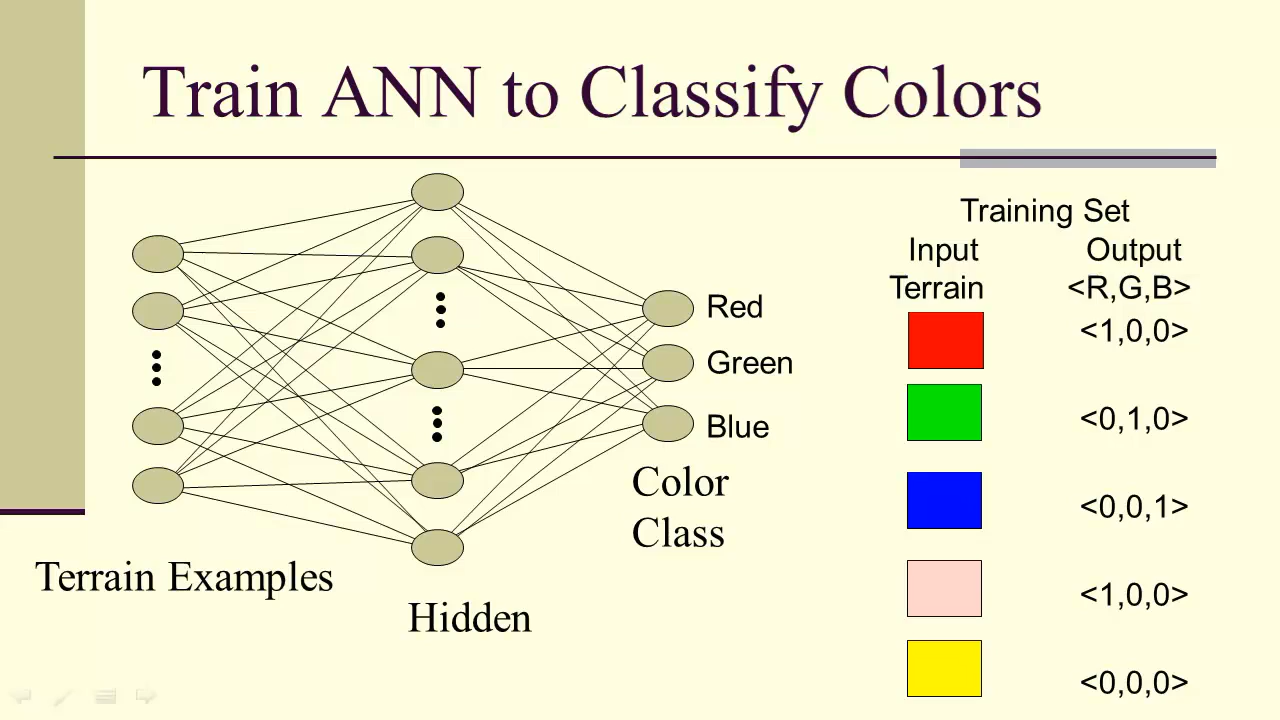 Train ANN to Classify Colors
Red
Green
Blue
Color
Class
Terrain Examples
Hidden
Training Set
Input Output
Terrain <R,G,B>
<1,0,0>
<0,1,0>
<0,0,1>
<1,0,0>
<0,0,0>